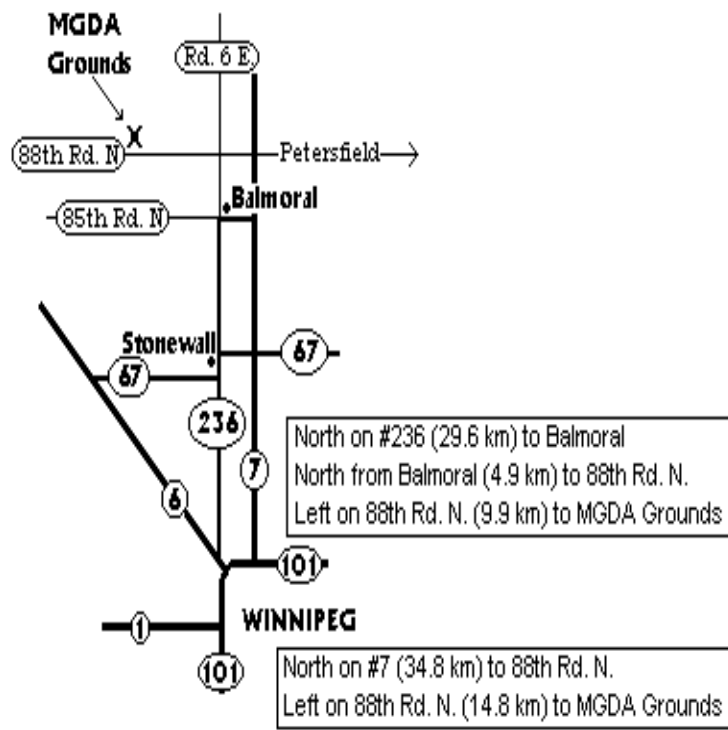 MGDA
Grounds
Rd. 6 E
88th Rd. N
Petersfield
Balmoral
85th Rd. N
Stonewall
67
67
236
7
6
North on #236 (29.6 km) to Balmoral
North from Balmoral (4.9 km) to 88th Rd. N.
Left on 88th Rd. N. (9.9 km) to MGDA Grounds
101
1
WINNIPEG
101
North on #7 (34.8 km) to 88th Rd. N.
Left on 88th Rd. N. (14.8 km) to MGDA Grounds